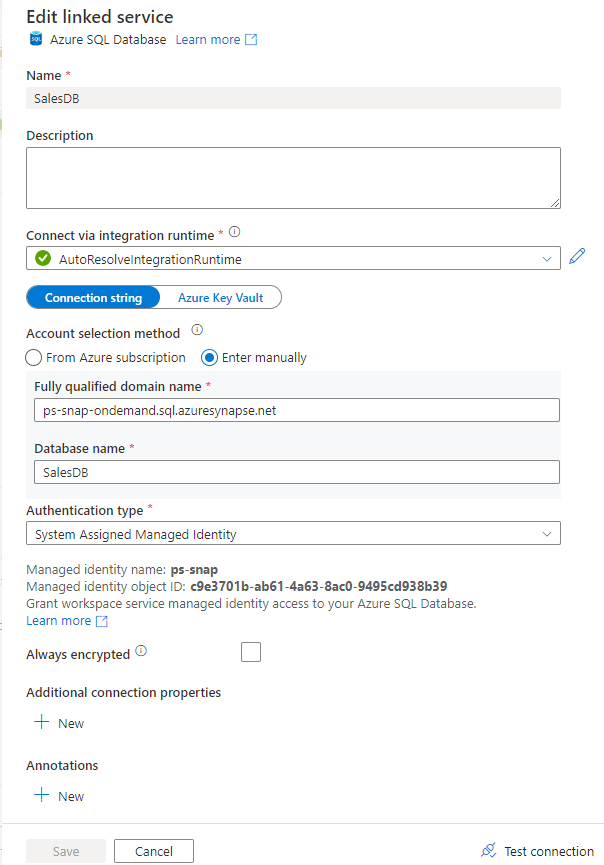 Edit linked service
SQL Azure SQL Database Learn more
Name *
SalesDB
Description
Connect via integration runtime *
AutoResolveIntegrationRuntime
Connection string Azure Key Vault
Account selection method
From Azure subscription Enter manually
Fully qualified domain name *
ps-snap-ondemand.sql.azuresynapse.net
Database name *
SalesDB
Authentication type *
System Assigned Managed Identity
Managed identity name: ps-snap
Managed identity object ID: c9e3701b-ab61-4a63-8ac0-9495cd938b39
Grant workspace service managed identity access to your Azure SQL Database.
Learn more
Always encrypted
Additional connection properties
New
Annotations
New
Save Cancel Test connection